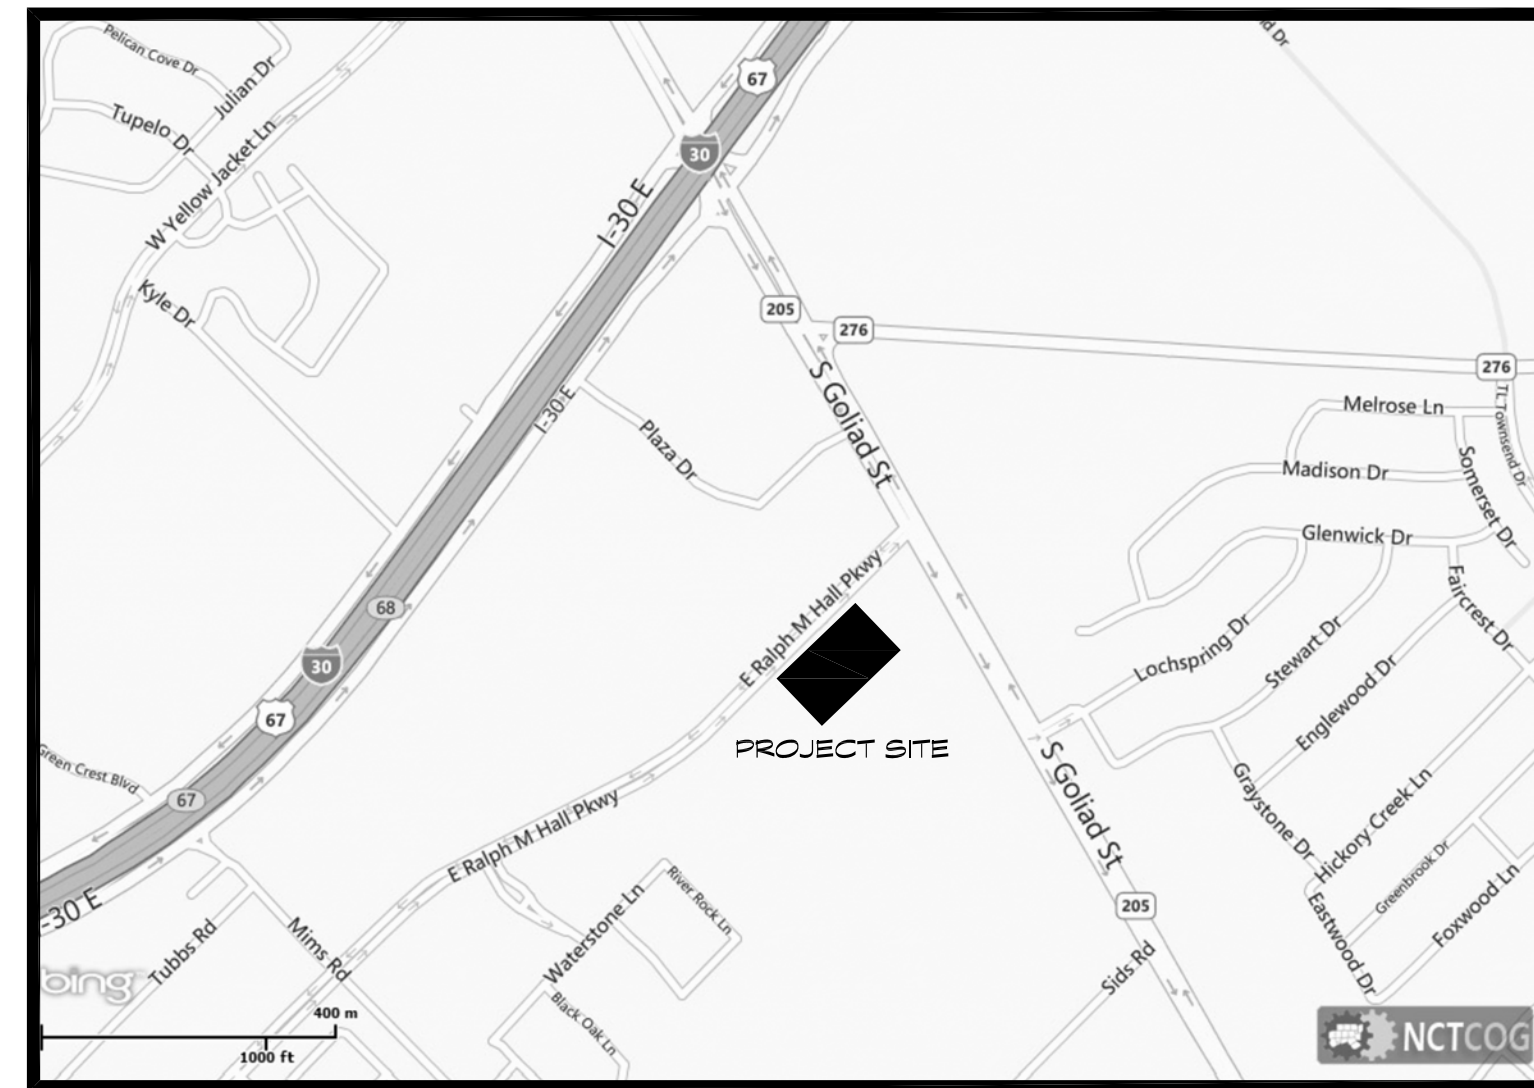 Pelican Cove Dr
Julian Dr
Tupelo Dr
W Yellow Jacket Ln
Kyle Dr
67
30
I-30 E
205
276
276
I-30 E
Plaza Dr
S Goliad St
Melrose Ln
TL Townsend Dr
Madison Dr
Somerset Dr
Glenwick Dr
Faircrest Dr
E Ralph M Hall Pkwy
68
30
67
Lochspring Dr
Stewart Dr
Englewood Dr
PROJECT SITE
Green Crest Blvd
67
S Goliad St
Graystone Dr
Hickory Creek Ln
E Ralph M Hall Pkwy
Greenbrook Dr
Foxwood Ln
Eastwood Dr
-30 E
River Rock Ln
205
Tubbs Rd
Mims Rd
Waterstone Ln
Sids Rd
bing
Black Oak Ln
400 m
1000 ft
NCTCOG